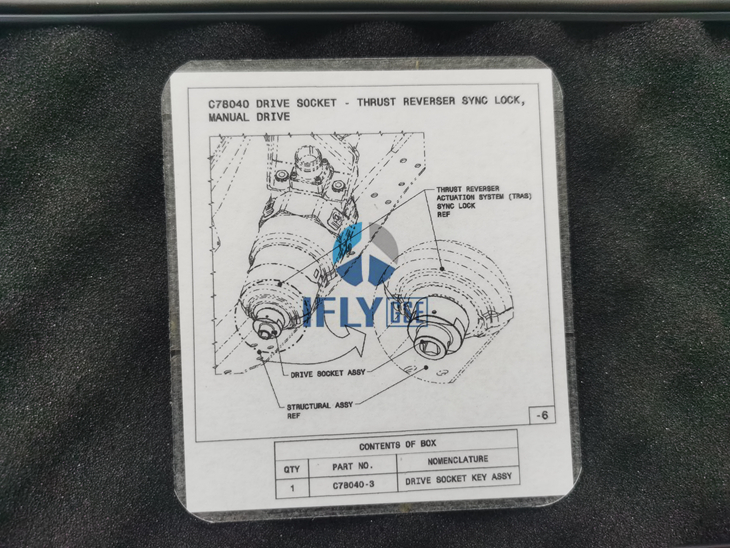 C78040 DRIVE SOCKET - THRUST REVERSER SYNC LOCK,
MANUAL DRIVE
THRUST REVERSER
ACTUATION SYSTEM (TRAS)
SYNC LOCK
REF
IFLY GSE
DRIVE SOCKET ASSY
STRUCTURAL ASSY
REF
-6
CONTENTS OF BOX
QTY PART NO. NOMENCLATURE
1 C78040-3 DRIVE SOCKET KEY ASSY